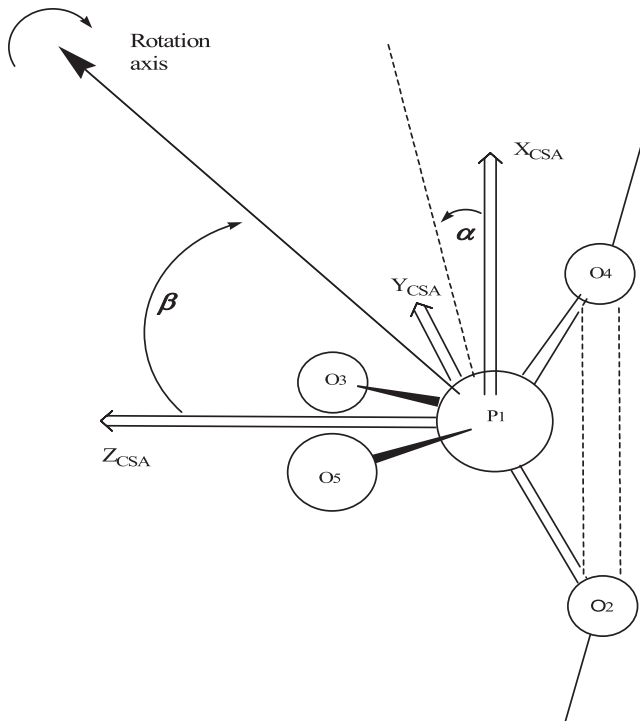 Rotation
axis
X_CSA
α
Y_CSA
O4
β
O3
P1
Z_CSA
O5
O2